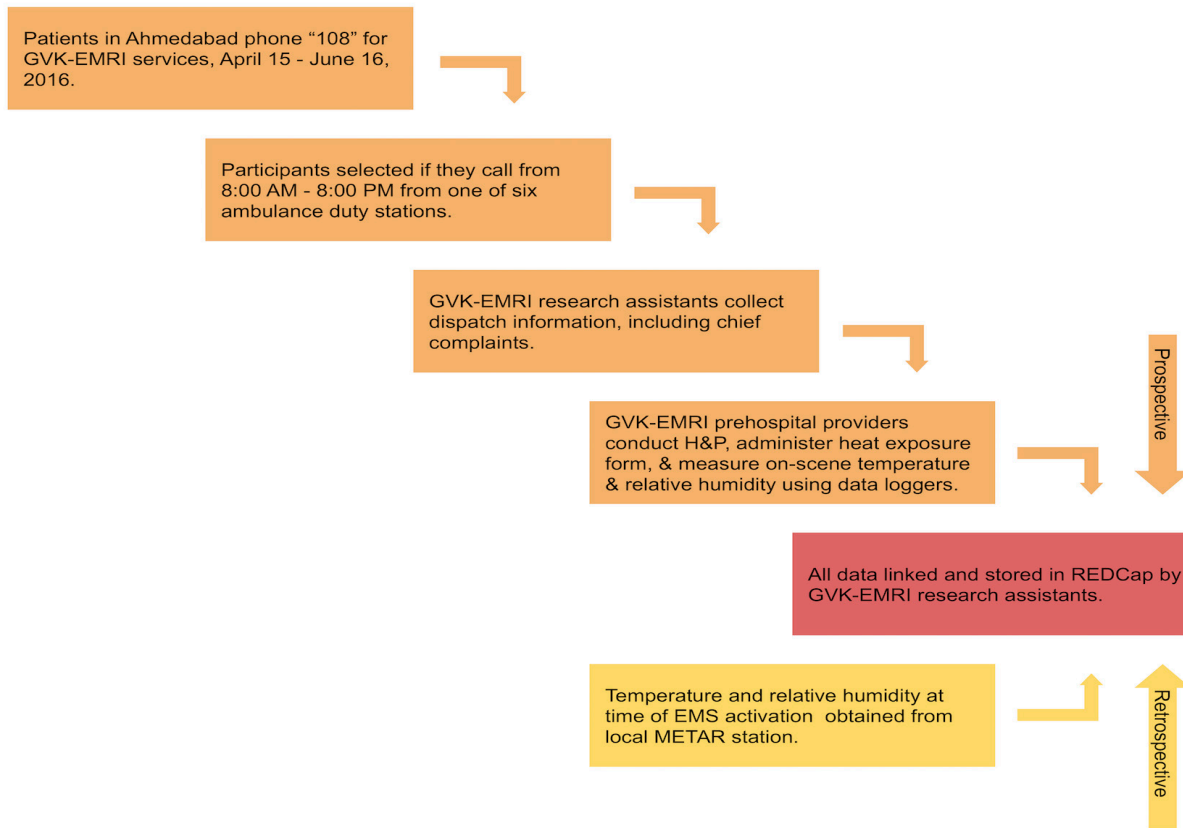 Patients in Ahmedabad phone “108” for
GVK-EMRI services, April 15 - June 16,
2016.
Participants selected if they call from
8:00 AM - 8:00 PM from one of six
ambulance duty stations.
GVK-EMRI research assistants collect
dispatch information, including chief
complaints.
GVK-EMRI prehospital providers
conduct H&P, administer heat exposure
form, & measure on-scene temperature
& relative humidity using data loggers.
Prospective
All data linked and stored in REDCap by
GVK-EMRI research assistants.
Temperature and relative humidity at
time of EMS activation obtained from
local METAR station.
Retrospective